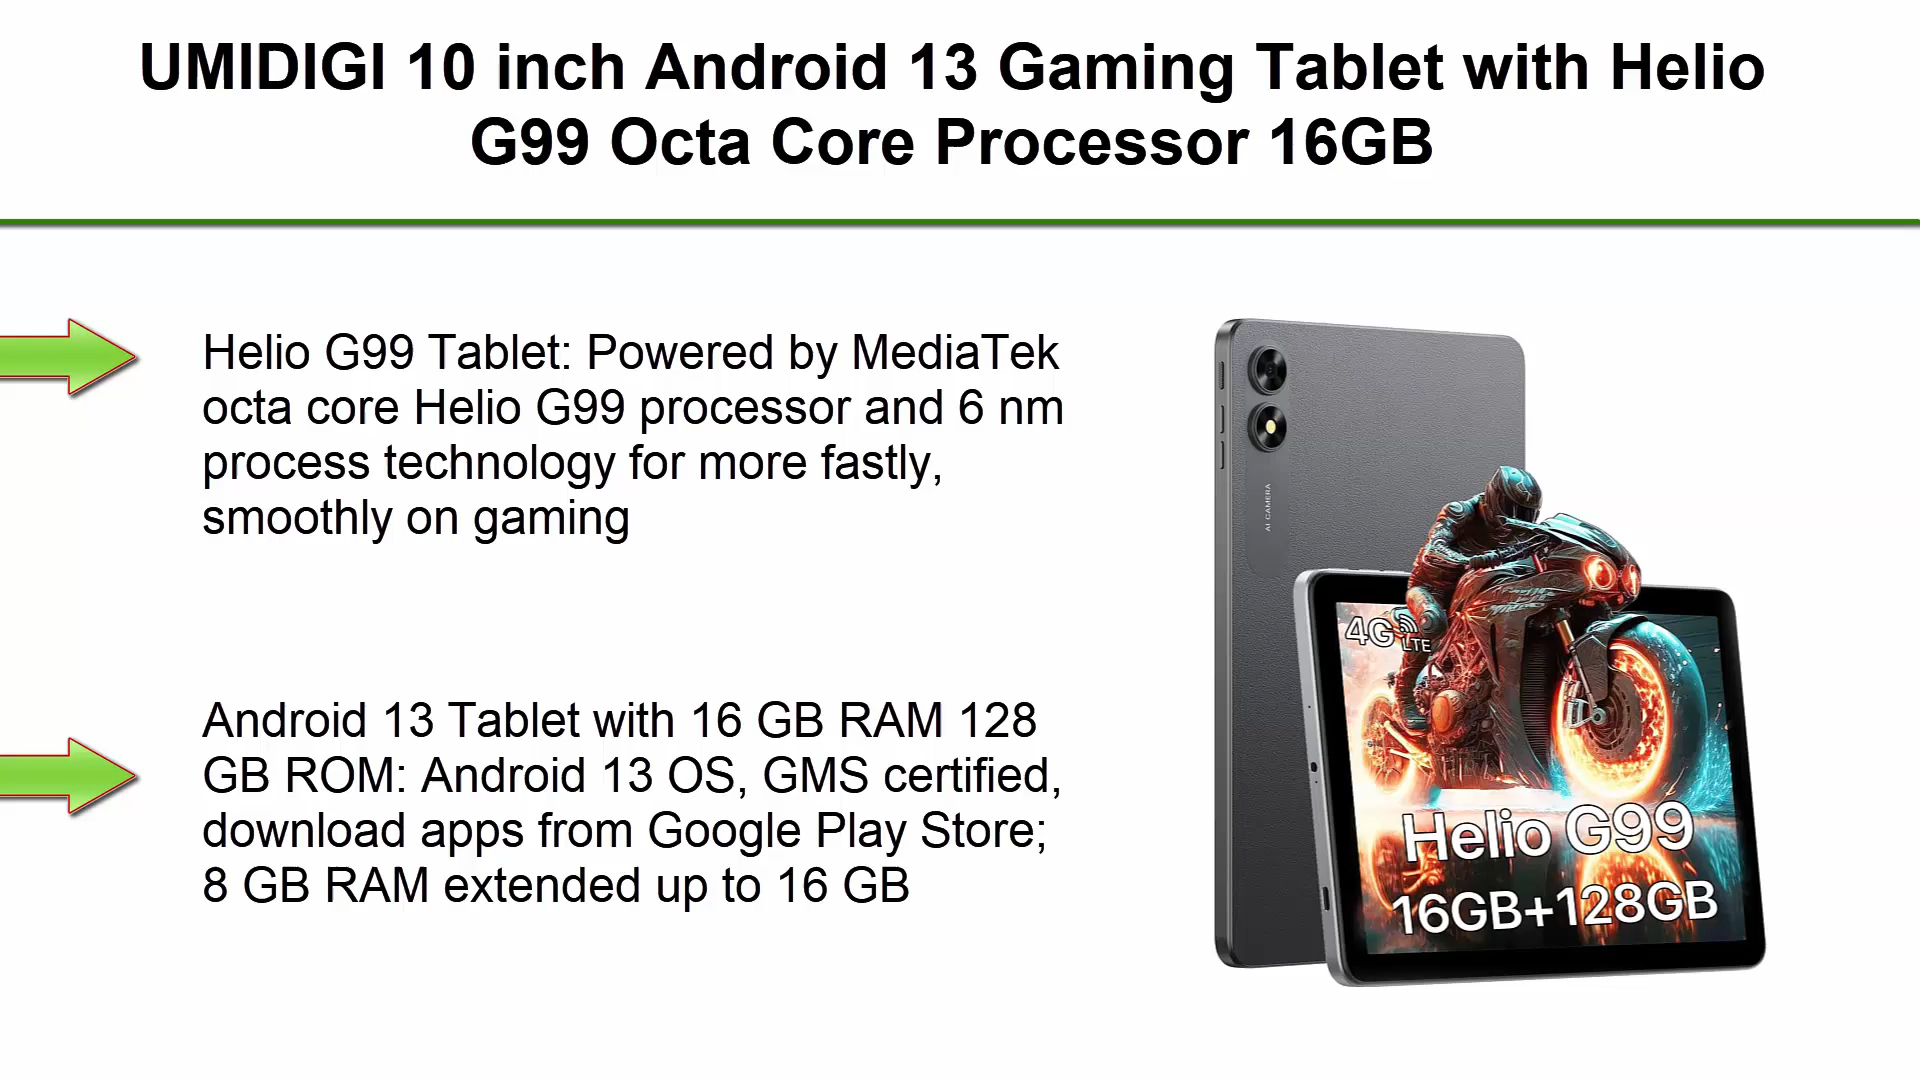 UMIDIGI 10 inch Android 13 Gaming Tablet with Helio
G99 Octa Core Processor 16GB
Helio G99 Tablet: Powered by MediaTek
octa core Helio G99 processor and 6 nm
process technology for more fastly,
smoothly on gaming
Android 13 Tablet with 16 GB RAM 128
GB ROM: Android 13 OS, GMS certified,
download apps from Google Play Store;
8 GB RAM extended up to 16 GB
AI CAMERA
4G LTE
Helio G99
16GB+128GB